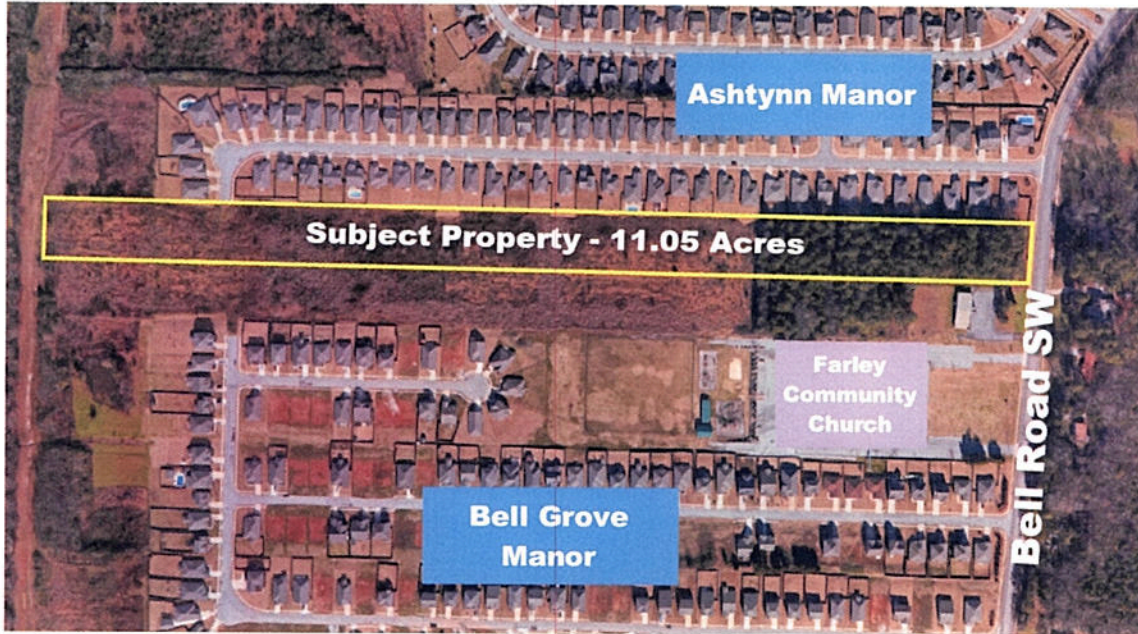 Ashtynn Manor
Subject Property - 11.05 Acres
Farley
Community
Church
Bell Road SW
Bell Grove
Manor